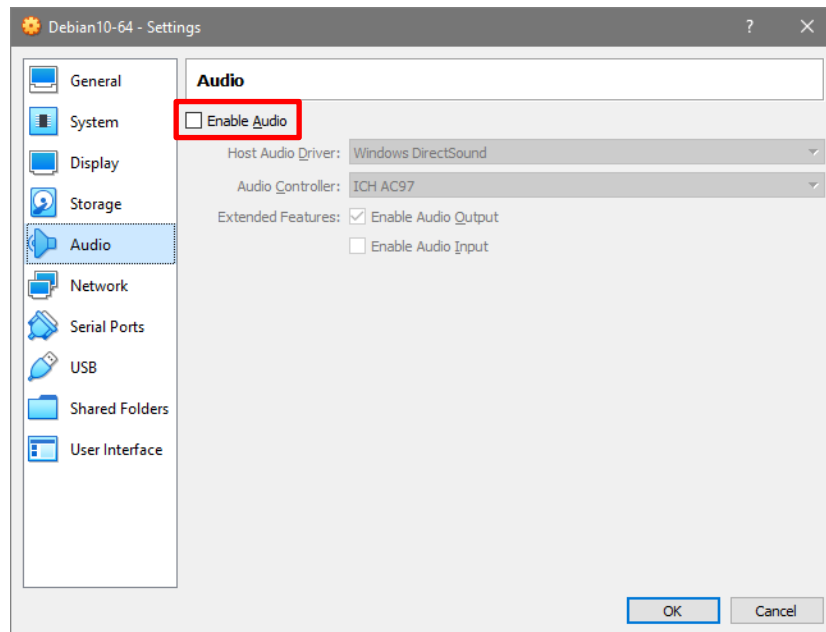 Debian10-64 - Settings
?
General
System
Display
Storage
Audio
Network
Serial Ports
USB
Shared Folders
User Interface
Audio
Enable Audio
Host Audio Driver: Windows DirectSound
Audio Controller: ICH AC97
Extended Features: Enable Audio Output
Enable Audio Input
OK Cancel